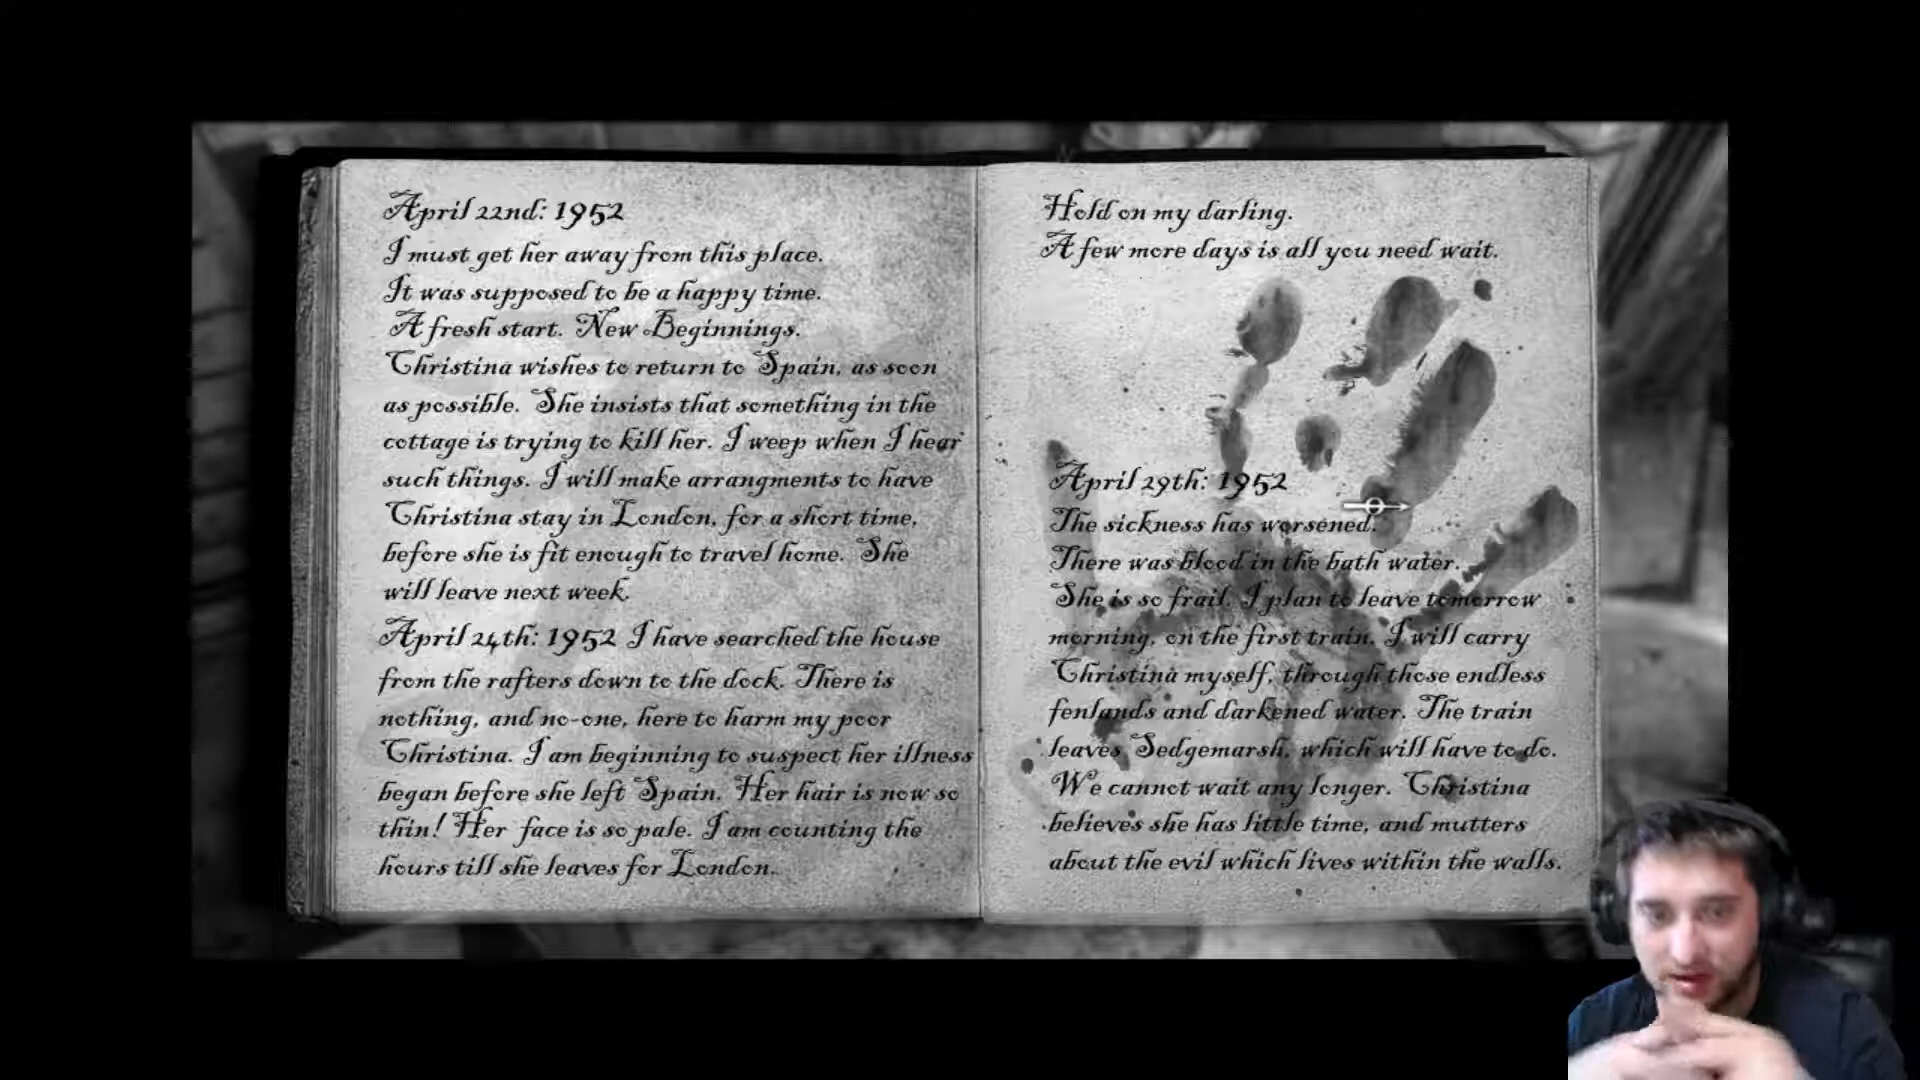 April 22nd: 1952
I must get her away from this place.
It was supposed to be a happy time.
A fresh start. New Beginnings.
Christina wishes to return to Spain, as soon
as possible. She insists that something in the
cottage is trying to kill her. I weep when I hear
such things. I will make arrangments to have
Christina stay in London, for a short time,
before she is fit enough to travel home. She
will leave next week.
April 24th: 1952 I have searched the house
from the rafters down to the dock. There is
nothing, and no-one, here to harm my poor
Christina. I am beginning to suspect her illness
began before she left Spain. Her hair is now so
thin! Her face is so pale. I am counting the
hours till she leaves for London.
Hold on my darling.
A few more days is all you need wait.
April 29th: 1952
The sickness has worsened.
There was blood in the bath water.
She is so frail. I plan to leave tomorrow
morning, on the first train. I will carry
Christina myself, through those endless
fenlands and darkened water. The train
leaves Sedgemarsh, which will have to do.
We cannot wait any longer. Christina
believes she has little time, and mutters
about the evil which lives within the walls.